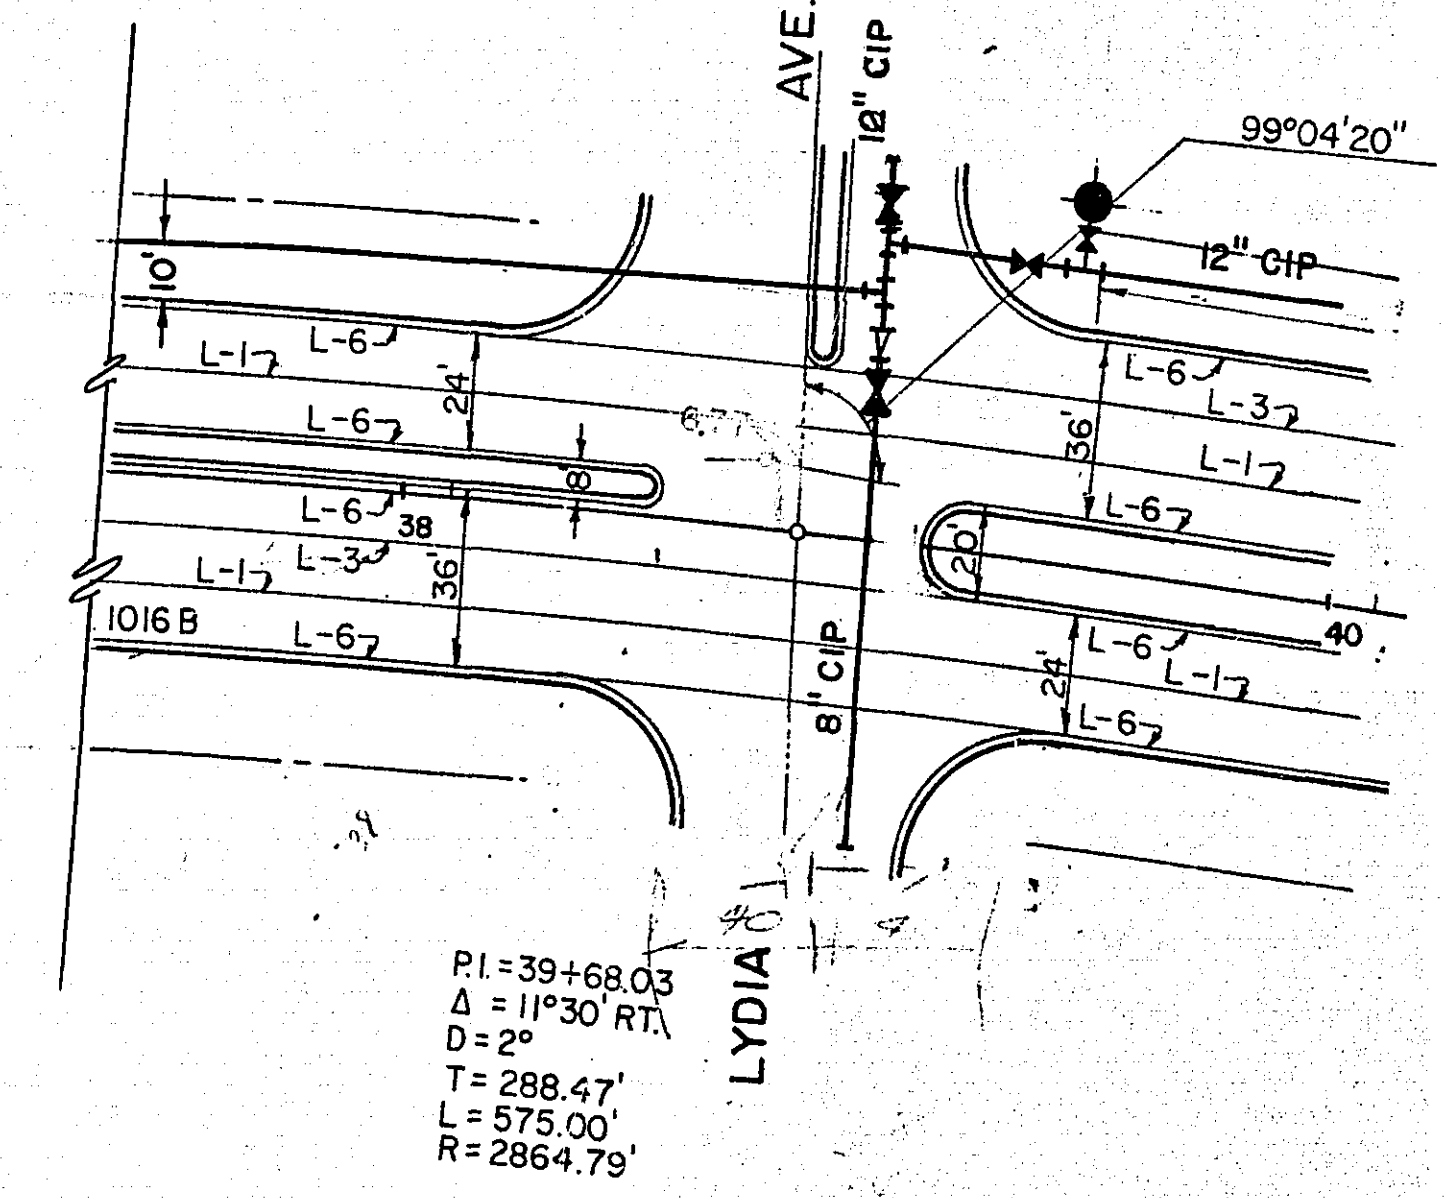 AVE.
12" CIP
99°04'20"
12" CIP
10'
L-6
L-1
24'
L-6
L-6
L-3
36'
L-1
L-6
8'
L-6
38
L-3
36'
20'
L-1
1016 B
L-6
8" CIP
40
L-6
24'
L-1
L-6
40
LYDIA
P.I. = 39+68.03
Δ = 11°30' RT.
D = 2°
T = 288.47'
L = 575.00'
R = 2864.79'